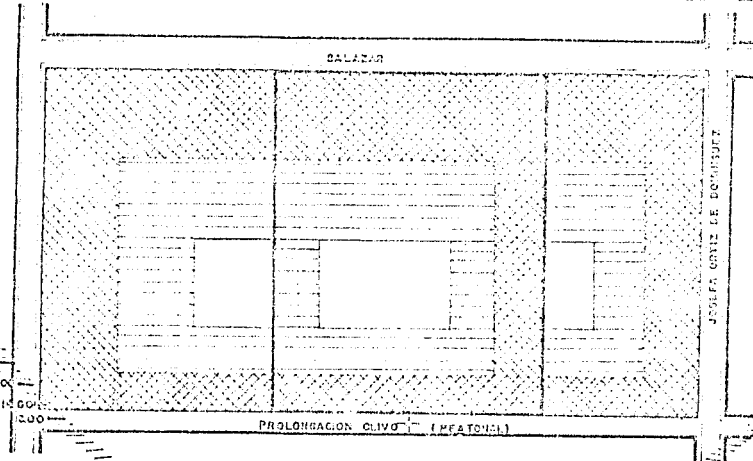 SALAZAR
JOSEFA ORTIZ DE DOMINGUEZ
PROLONGACION OLIVO (PEATONAL)